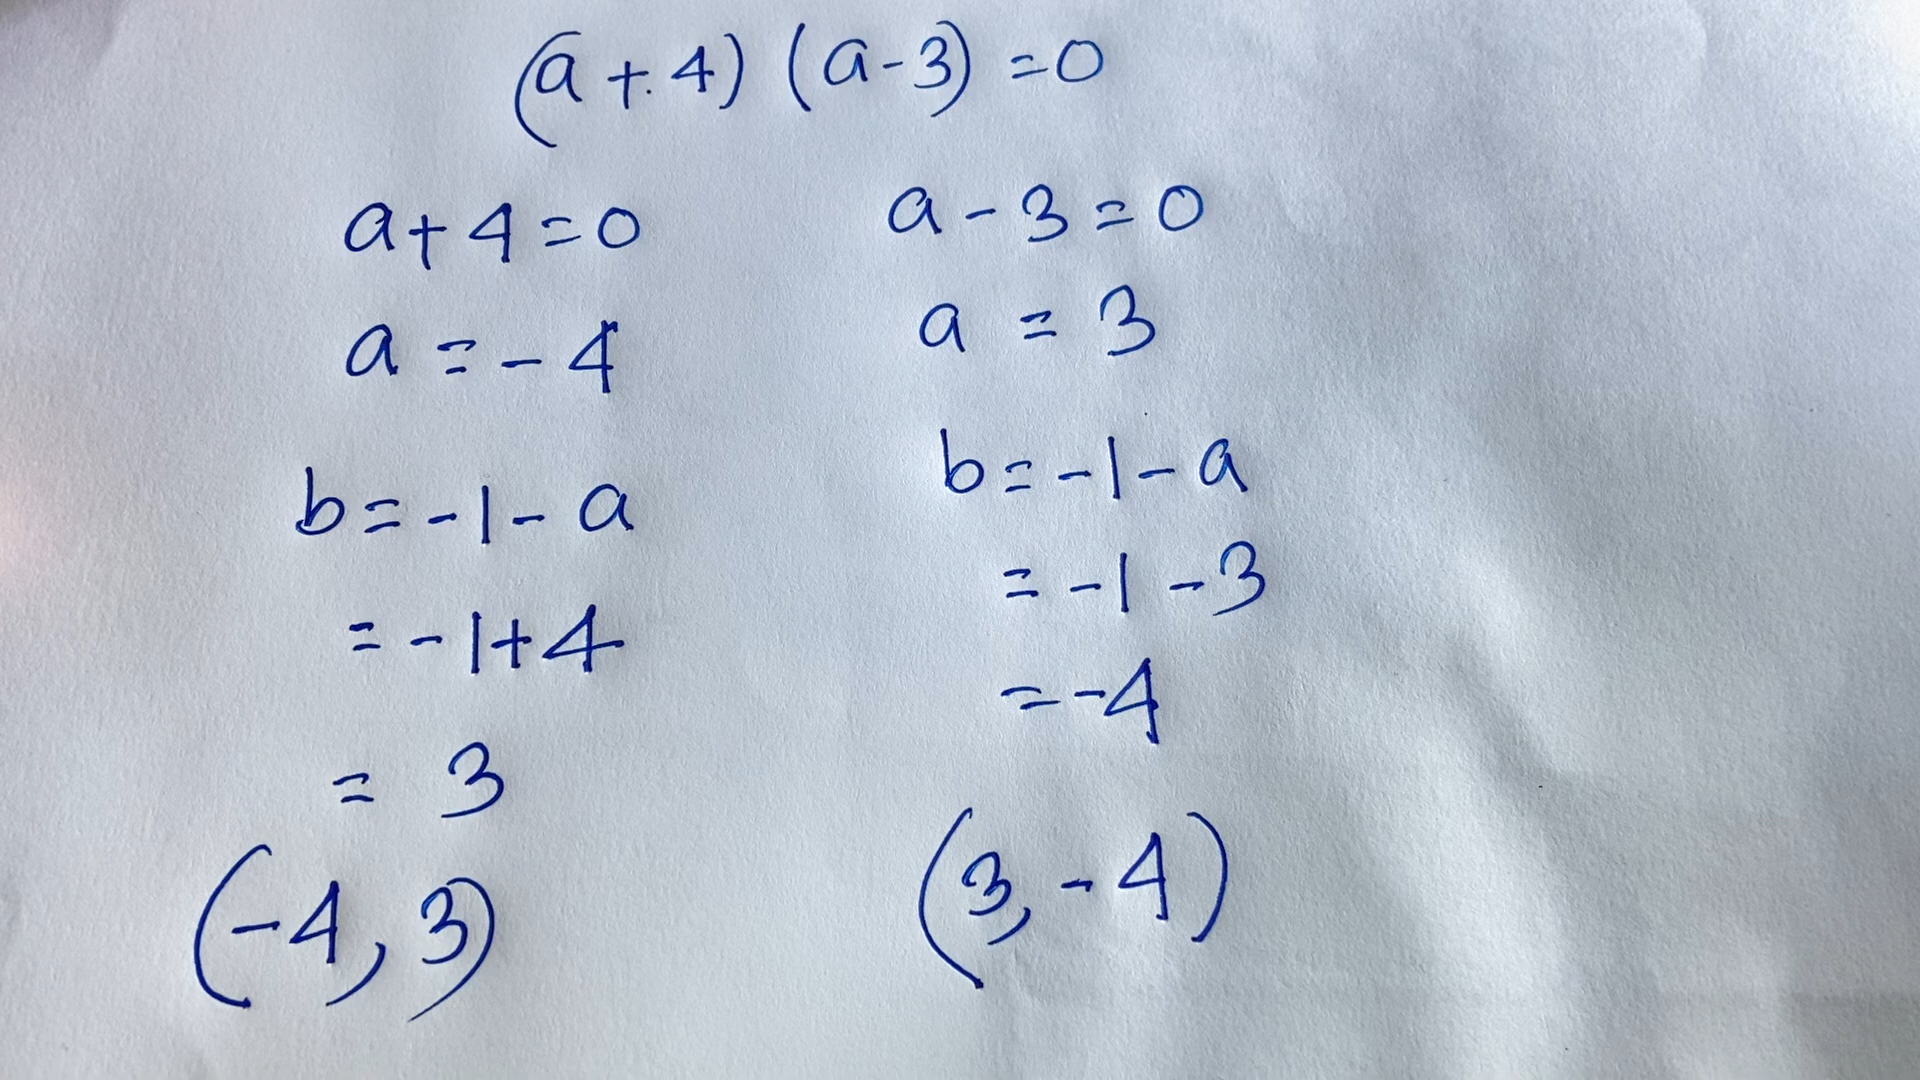 (a + 4) (a - 3) = 0
a + 4 = 0
a = - 4
b = - 1 - a
= - 1 + 4
= 3
(-4, 3)
a - 3 = 0
a = 3
b = - 1 - a
= - 1 - 3
= - 4
(3, - 4)